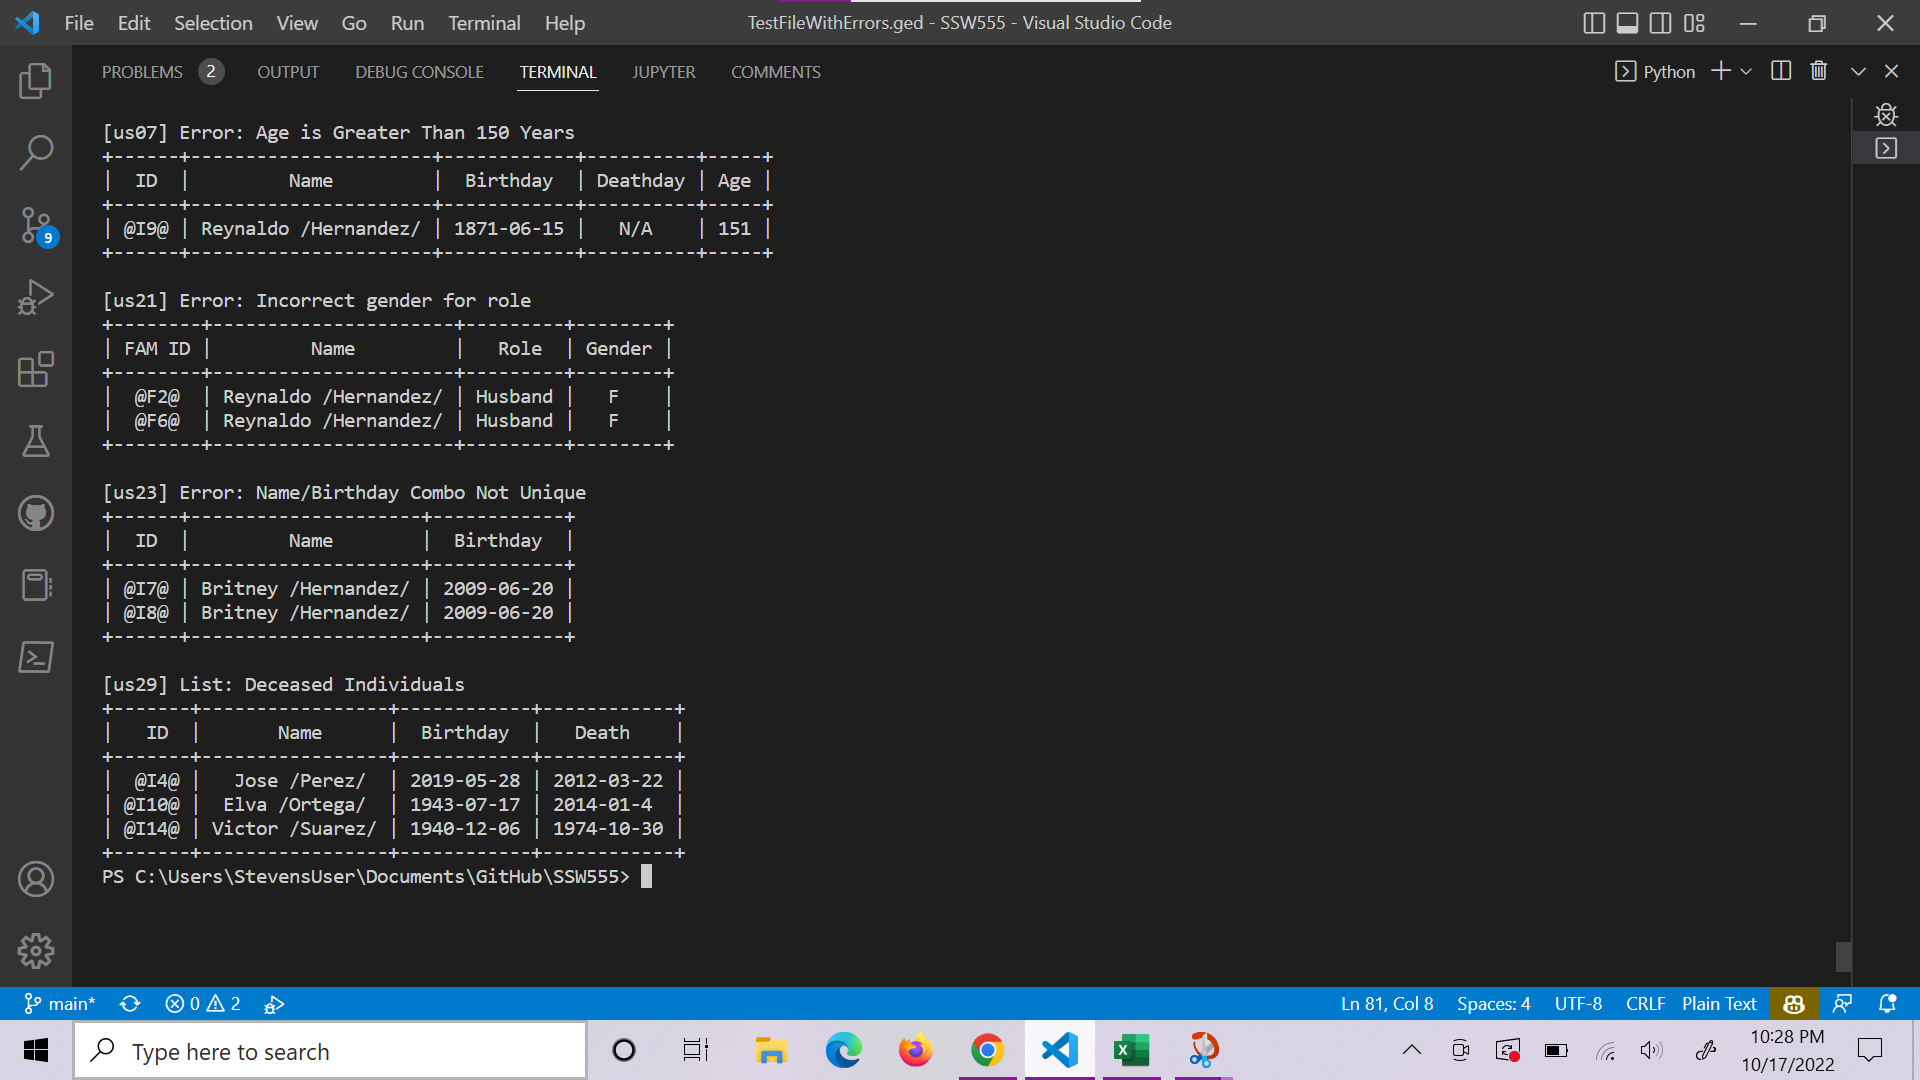 File Edit Selection View Go Run Terminal Help TestFileWithErrors.ged - SSW555 - Visual Studio Code
PROBLEMS 2 OUTPUT DEBUG CONSOLE TERMINAL JUPYTER COMMENTS Python
[us07] Error: Age is Greater Than 150 Years
+------+----------------------+------------+----------+-----+
|  ID  |         Name         |  Birthday  | Deathday | Age |
+------+----------------------+------------+----------+-----+
| @I9@ | Reynaldo /Hernandez/ | 1871-06-15 |   N/A    | 151 |
+------+----------------------+------------+----------+-----+
[us21] Error: Incorrect gender for role
+--------+----------------------+---------+--------+
| FAM ID |         Name         |   Role  | Gender |
+--------+----------------------+---------+--------+
|  @F2@  | Reynaldo /Hernandez/ | Husband |   F    |
|  @F6@  | Reynaldo /Hernandez/ | Husband |   F    |
+--------+----------------------+---------+--------+
[us23] Error: Name/Birthday Combo Not Unique
+------+---------------------+------------+
|  ID  |         Name        |  Birthday  |
+------+---------------------+------------+
| @I7@ | Britney /Hernandez/ | 2009-06-20 |
| @I8@ | Britney /Hernandez/ | 2009-06-20 |
+------+---------------------+------------+
[us29] List: Deceased Individuals
+-------+-----------------+------------+------------+
|   ID  |       Name      |  Birthday  |   Death    |
+-------+-----------------+------------+------------+
|  @I4@ |   Jose /Perez/  | 2019-05-28 | 2012-03-22 |
| @I10@ |  Elva /Ortega/  | 1943-07-17 | 2014-01-4  |
| @I14@ | Victor /Suarez/ | 1940-12-06 | 1974-10-30 |
+-------+-----------------+------------+------------+
PS C:\Users\StevensUser\Documents\GitHub\SSW555>
9
main* 0 2 Ln 81, Col 8 Spaces: 4 UTF-8 CRLF Plain Text
Type here to search
10:28 PM
10/17/2022